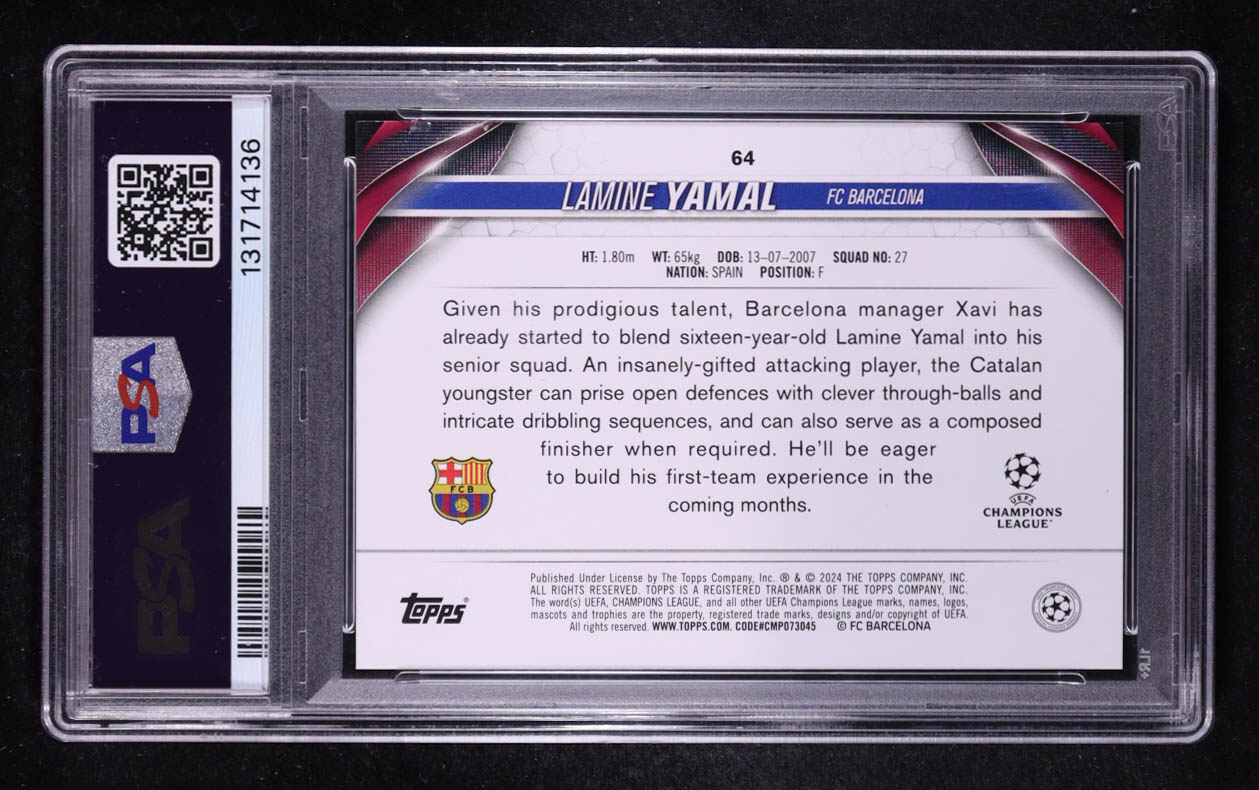 131714136
PSA
PSA
PSA
64
LAMINE YAMAL FC BARCELONA
HT: 1.80m WT: 65kg DOB: 13-07-2007 SQUAD NO: 27
NATION: SPAIN POSITION: F
Given his prodigious talent, Barcelona manager Xavi has
already started to blend sixteen-year-old Lamine Yamal into his
senior squad. An insanely-gifted attacking player, the Catalan
youngster can prise open defences with clever through-balls and
intricate dribbling sequences, and can also serve as a composed
finisher when required. He'll be eager
to build his first-team experience in the
coming months.
FCB
UEFA
CHAMPIONS
LEAGUE
Topps®
Published Under License by The Topps Company, Inc. ® & © 2024 THE TOPPS COMPANY, INC.
ALL RIGHTS RESERVED. TOPPS IS A REGISTERED TRADEMARK OF THE TOPPS COMPANY, INC.
The word(s) UEFA, CHAMPIONS LEAGUE, and all other UEFA Champions League marks, names, logos,
mascots and trophies are the property, registered trade marks, designs and/or copyright of UEFA.
All rights reserved. WWW.TOPPS.COM. CODE#CMP073045 © FC BARCELONA